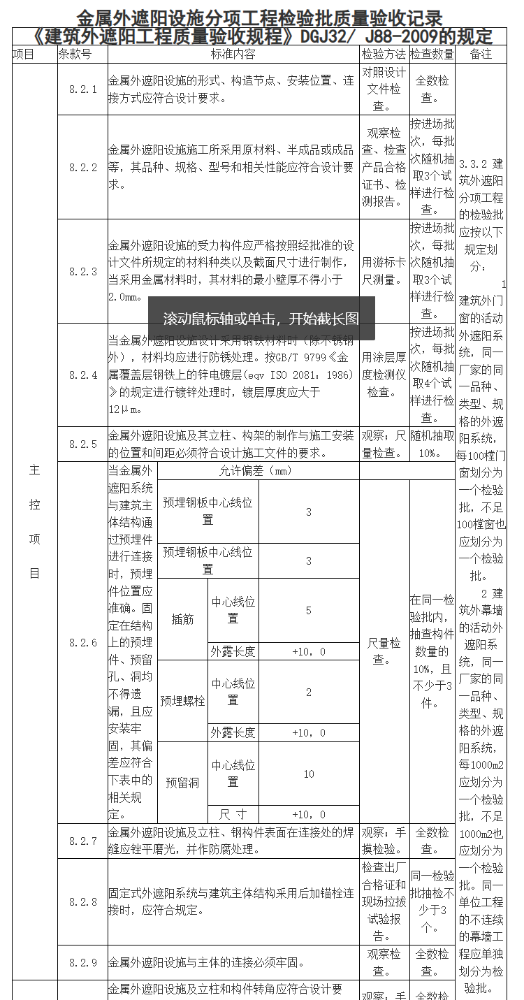 金属外遮阳设施分项工程检验批质量验收记录
《建筑外遮阳工程质量验收规程》DGJ32/ J88-2009的规定
项目 条款号 标准内容 检验方法 检查数量 备注
主
控
项
目
8.2.1
金属外遮阳设施的形式、构造节点、安装位置、连
接方式应符合设计要求。
对照设计
文件检
查。
全数检
查。
8.2.2
金属外遮阳设施施工所采用原材料、半成品或成品
等，其品种、规格、型号和相关性能应符合设计要
求。
观察检
查、检查
产品合格
证书、检
测报告。
按进场批
次，每批
次随机抽
取3个试
样进行检
查。
8.2.3
金属外遮阳设施的受力构件应严格按照经批准的设
计文件所规定的材料种类以及截面尺寸进行制作，
当采用金属材料时，其材料的最小壁厚不得小于
2.0mm。
用游标卡
尺测量。
按进场批
次，每批
次随机抽
取3个试
样进行检
查。
滚动鼠标轴或单击，开始截长图
8.2.4
当金属外遮阳设施设计采用钢铁材料时（除不锈钢
外），材料均应进行防锈处理。按GB/T 9799《金
属覆盖层钢铁上的锌电镀层(eqv ISO 2081：1986)
》的规定进行镀锌处理时，镀层厚度应大于
12μm。
用涂层厚
度检测仪
检查。
按进场批
次，每批
次随机抽
取4个试
样进行检
查。
8.2.5
金属外遮阳设施及其立柱、构架的制作与施工安装
的位置和间距必须符合设计施工文件的要求。
观察；尺
量检查。
随机抽取
10%。
8.2.6
当金属外
遮阳系统
与建筑主
体结构通
过预埋件
进行连接
时，预埋
件位置应
准确。固
定在结构
上的预埋
件、预留
孔、洞均
不得遗
漏，且应
安装牢
固，其偏
差应符合
下表中的
相关规
定。
允许偏差（mm）
预埋钢板中心线位
置
3
预埋钢板中心线位
置
3
插筋
中心线位
置
5
外露长度
+10，0
预埋螺栓
中心线位
置
2
外露长度
+10，0
预留洞
中心线位
置
10
尺 寸
+10，0
尺量检
查。
在同一检
验批内，
抽查构件
数量的
10%，且
不少于3
件。
8.2.7
金属外遮阳设施及立柱、钢构件表面在连接处的焊
缝应锉平磨光，并作防腐处理。
观察；手
摸检验。
全数检
查。
8.2.8
固定式外遮阳系统与建筑主体结构采用后加锚栓连
接时，应符合规定。
检查出厂
合格证和
现场拉拔
试验报
告。
同一检验
批抽检不
少于3
个。
8.2.9
金属外遮阳设施与主体的连接必须牢固。
观察检
查。
全数检
查。
3.3.2 建
筑外遮阳
分项工程
的检验批
应按以下
规定划
分：
1
建筑外门
窗的活动
外遮阳系
统，同一
厂家的同
一品种、
类型、规
格的外遮
阳系统，
每100樘门
窗划分为
一个检验
批，不足
100樘窗也
应划分为
一个检验
批。
2 建
筑外幕墙
的活动外
遮阳系
统，同一
厂家的同
一品种、
类型、规
格的外遮
阳系统，
每1000m2
应划分为
一个检验
批，不足
1000m2也
应划分为
一个检验
批。同一
单位工程
的不连续
的幕墙工
程应单独
划分为检
验批。
金属外遮阳设施及立柱和构件转角应符合设计要
观察；手
全数检